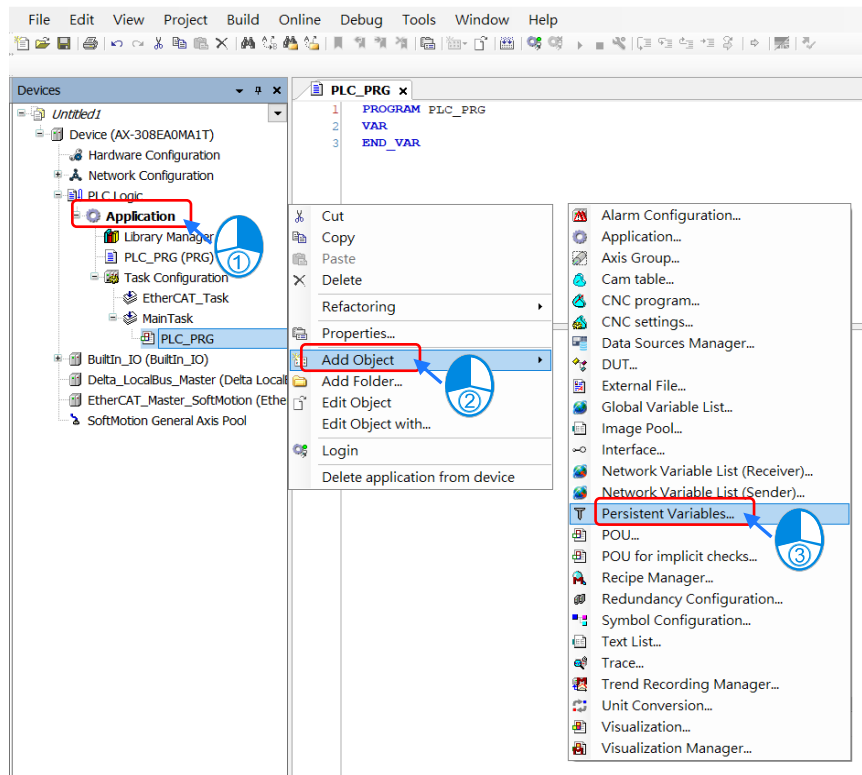 File Edit View Project Build Online Debug Tools Window Help
Devices
PLC_PRG
Untitled1
Device (AX-308EA0MA1T)
Hardware Configuration
Network Configuration
PLC Logic
Application
Library Manager
PLC_PRG (PRG)
Task Configuration
EtherCAT_Task
MainTask
PLC_PRG
BuiltIn_IO (BuiltIn_IO)
Delta_LocalBus_Master (Delta Local
EtherCAT_Master_SoftMotion (Ethe
SoftMotion General Axis Pool
1 PROGRAM PLC_PRG
2 VAR
3 END_VAR
①
Cut
Copy
Paste
Delete
Refactoring
Properties...
Add Object
Add Folder...
Edit Object
Edit Object with...
Login
Delete application from device
②
Alarm Configuration...
Application...
Axis Group...
Cam table...
CNC program...
CNC settings...
Data Sources Manager...
DUT...
External File...
Global Variable List...
Image Pool...
Interface...
Network Variable List (Receiver)...
Network Variable List (Sender)...
Persistent Variables...
POU...
POU for implicit checks...
Recipe Manager...
Redundancy Configuration...
Symbol Configuration...
Text List...
Trace...
Trend Recording Manager...
Unit Conversion...
Visualization...
Visualization Manager...
③